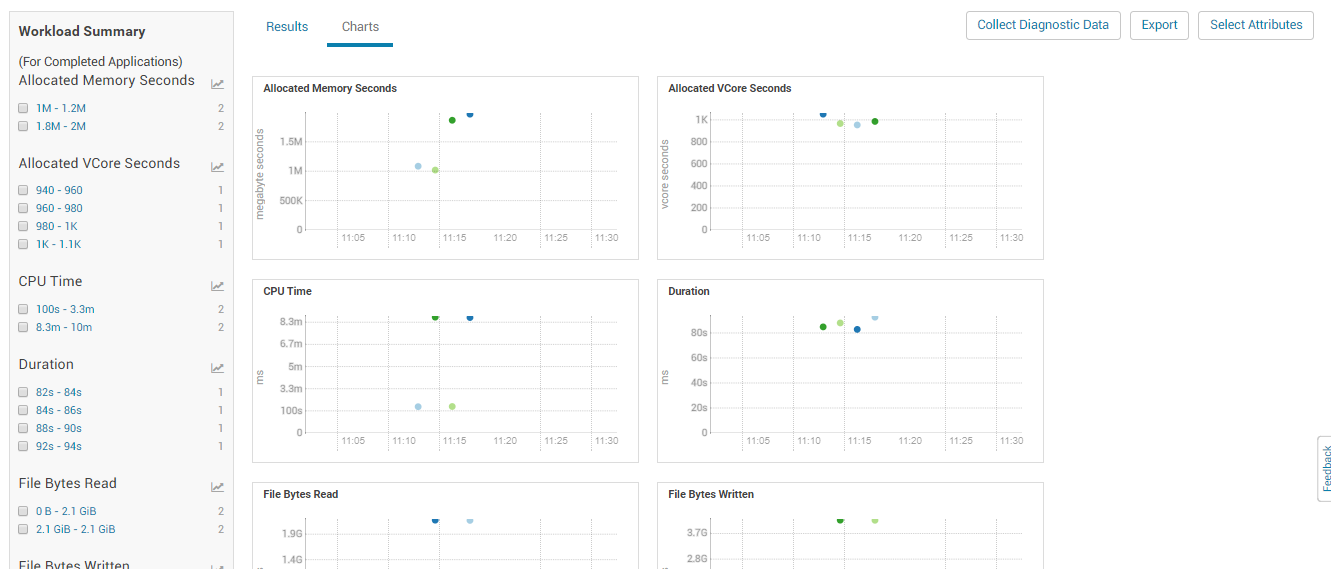 Workload Summary
(For Completed Applications)
Allocated Memory Seconds
1M - 1.2M 2
1.8M - 2M 2
Allocated VCore Seconds
940 - 960 1
960 - 980 1
980 - 1K 1
1K - 1.1K 1
CPU Time
100s - 3.3m 2
8.3m - 10m 2
Duration
82s - 84s 1
84s - 86s 1
88s - 90s 1
92s - 94s 1
File Bytes Read
0 B - 2.1 GiB 2
2.1 GiB - 2.1 GiB 2
File Bytes Written
Results Charts
Collect Diagnostic Data Export Select Attributes
Allocated Memory Seconds
megabyte seconds
1.5M
1M
500K
0
11:05 11:10 11:15 11:20 11:25 11:30
Allocated VCore Seconds
vcore seconds
1K
800
600
400
200
0
11:05 11:10 11:15 11:20 11:25 11:30
CPU Time
ms
8.3m
6.7m
5m
3.3m
100s
0
11:05 11:10 11:15 11:20 11:25 11:30
Duration
ms
80s
60s
40s
20s
0
11:05 11:10 11:15 11:20 11:25 11:30
File Bytes Read
1.9G
1.4G
File Bytes Written
3.7G
2.8G
Feedback